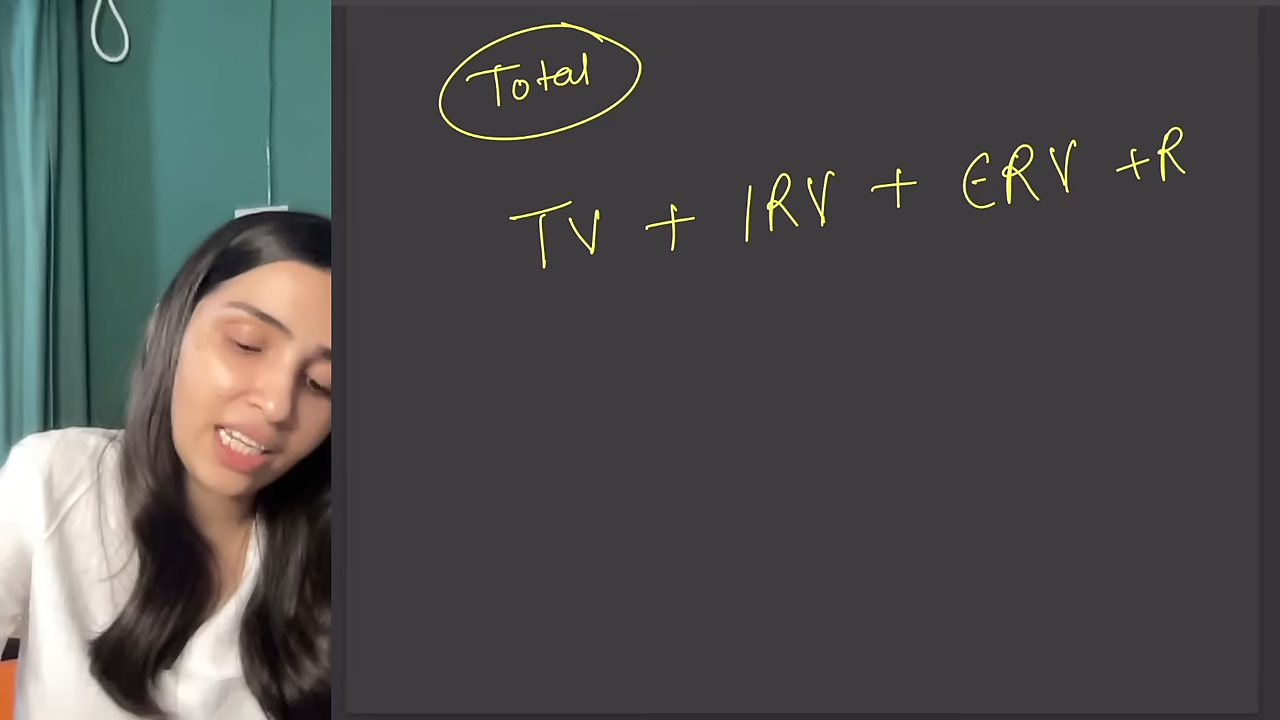 Total
TV + IRV + ERV + R